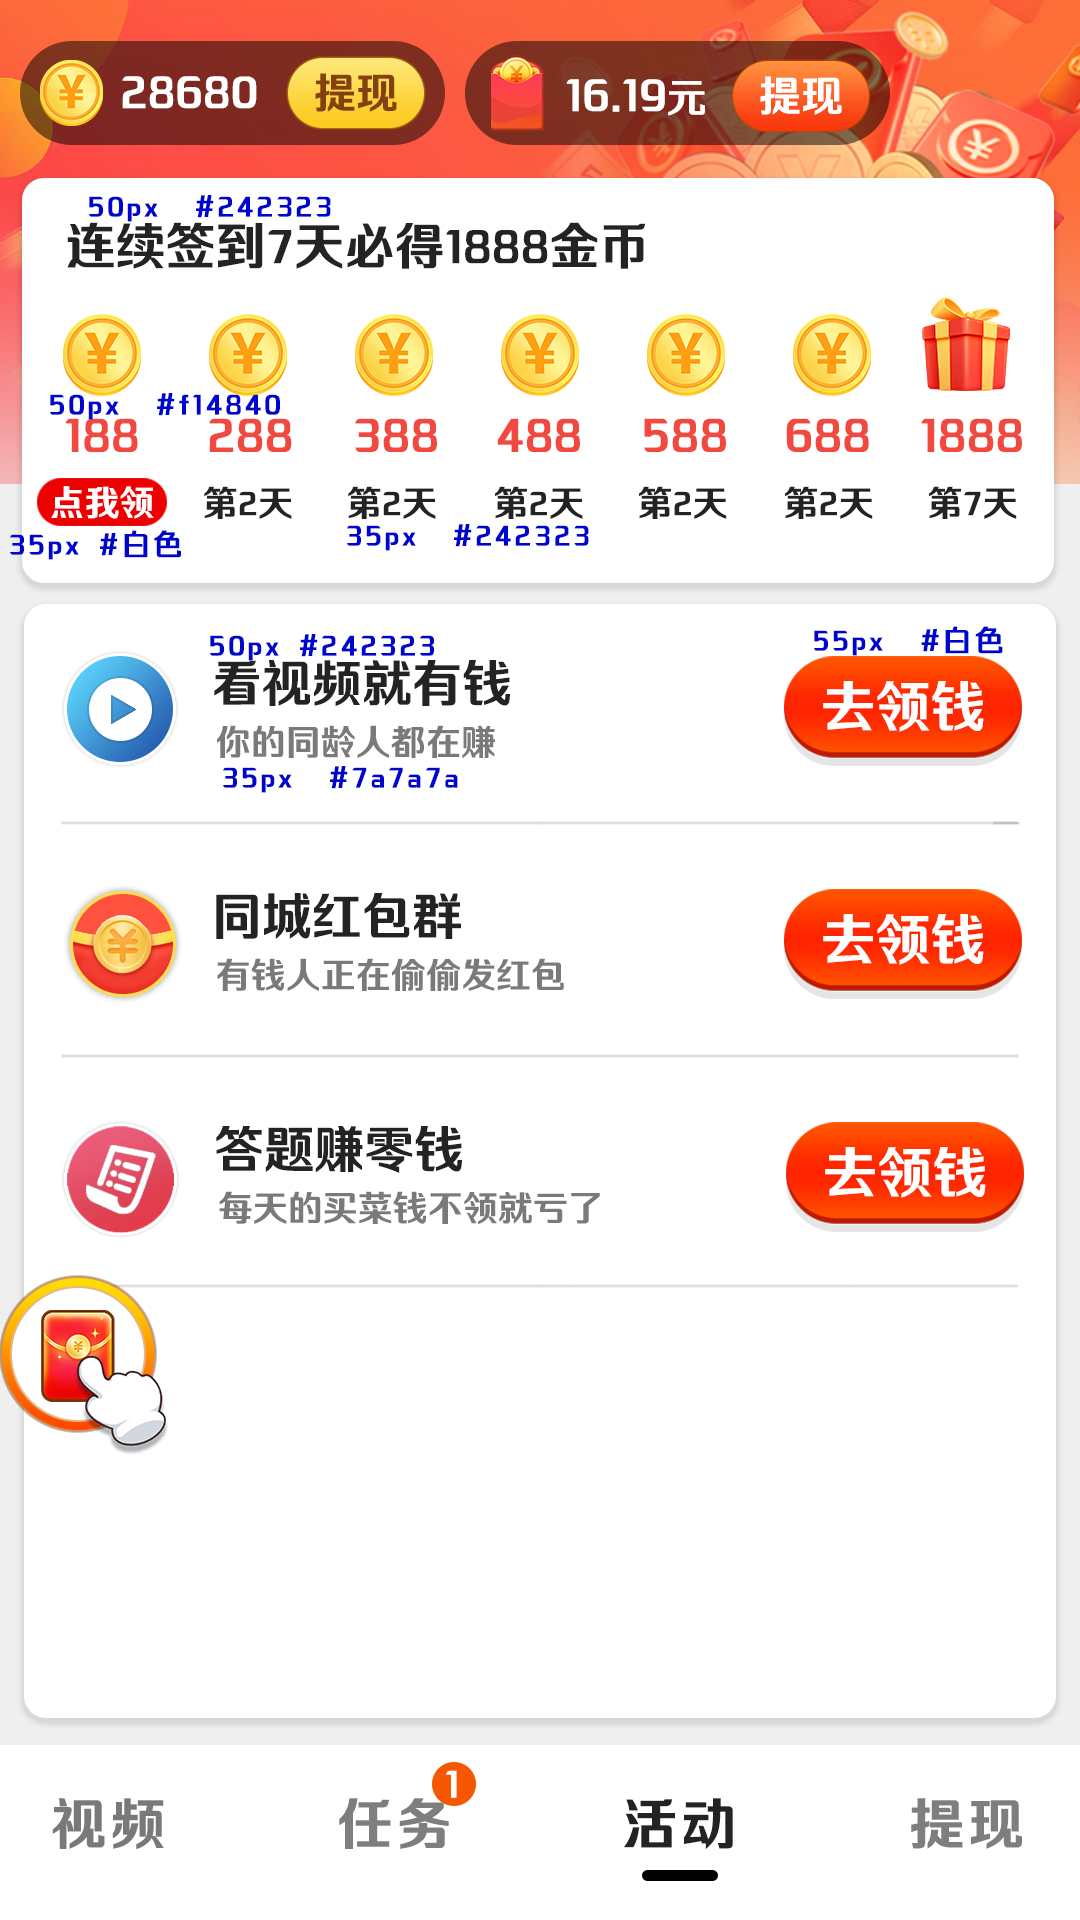 28680 提现 16.19元 提现
50px #242323
连续签到7天必得1888金币
50px #f14840
188 288 388 488 588 688 1888
点我领 第2天 第2天 第2天 第2天 第2天 第7天
35px #白色 35px #242323
50px #242323 55px #白色
看视频就有钱 去领钱
你的同龄人都在赚
35px #7a7a7a
同城红包群 去领钱
有钱人正在偷偷发红包
答题赚零钱 去领钱
每天的买菜钱不领就亏了
视频 任务 1 活动 提现